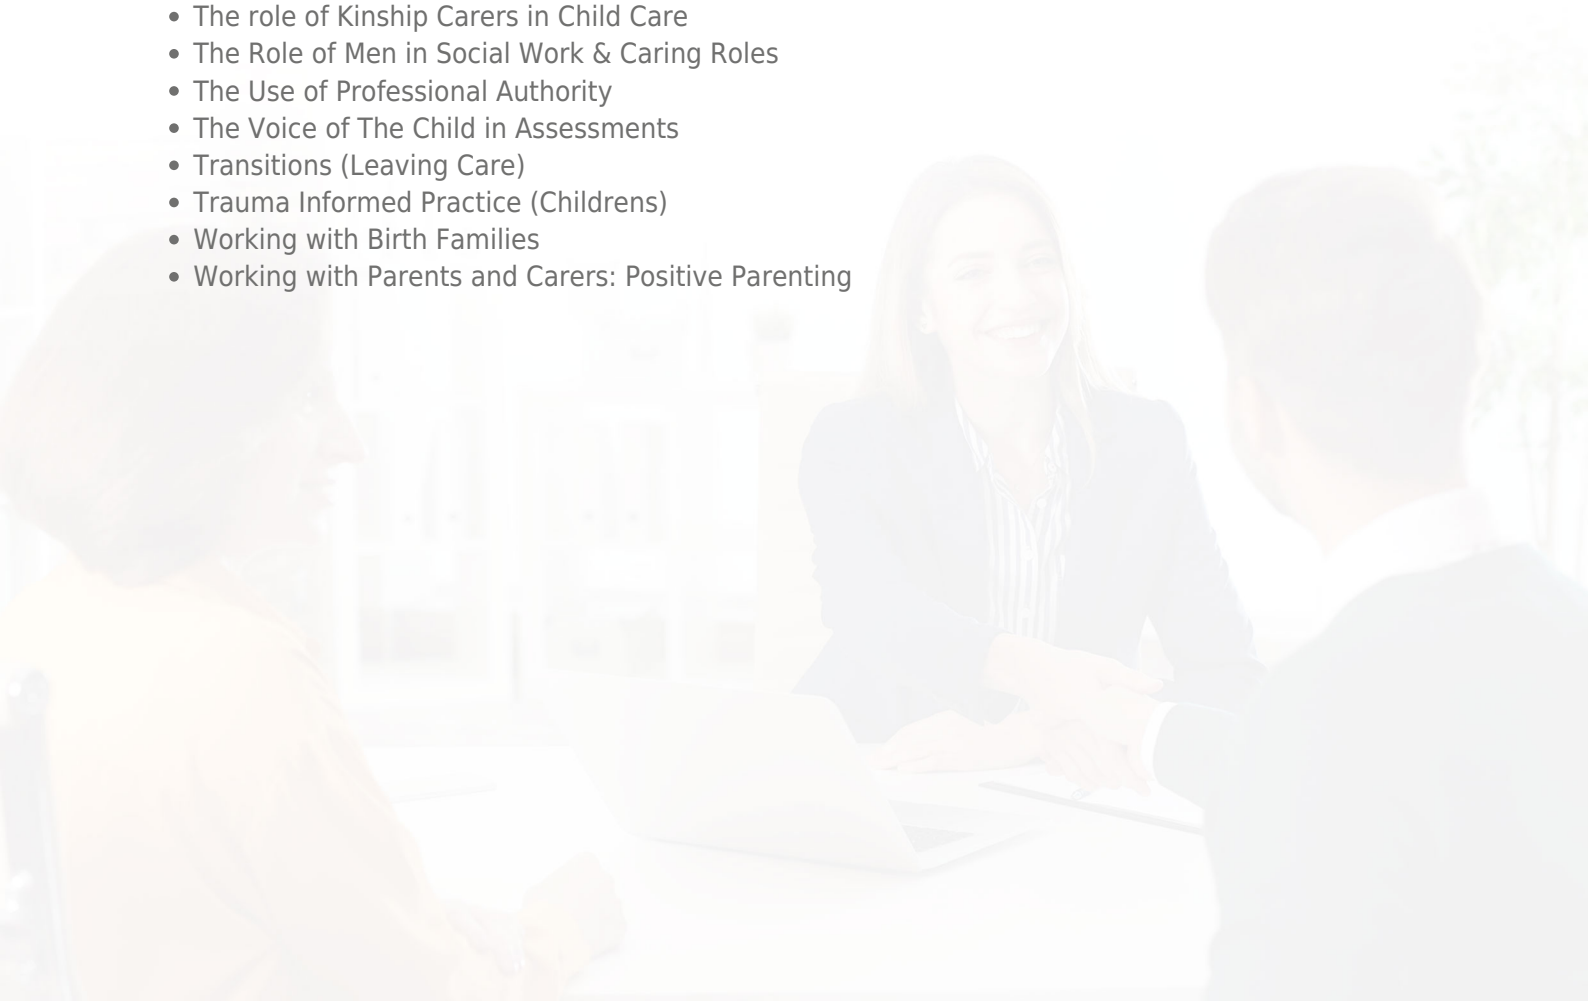 • The role of Kinship Carers in Child Care
• The Role of Men in Social Work & Caring Roles
• The Use of Professional Authority
• The Voice of The Child in Assessments
• Transitions (Leaving Care)
• Trauma Informed Practice (Childrens)
• Working with Birth Families
• Working with Parents and Carers: Positive Parenting